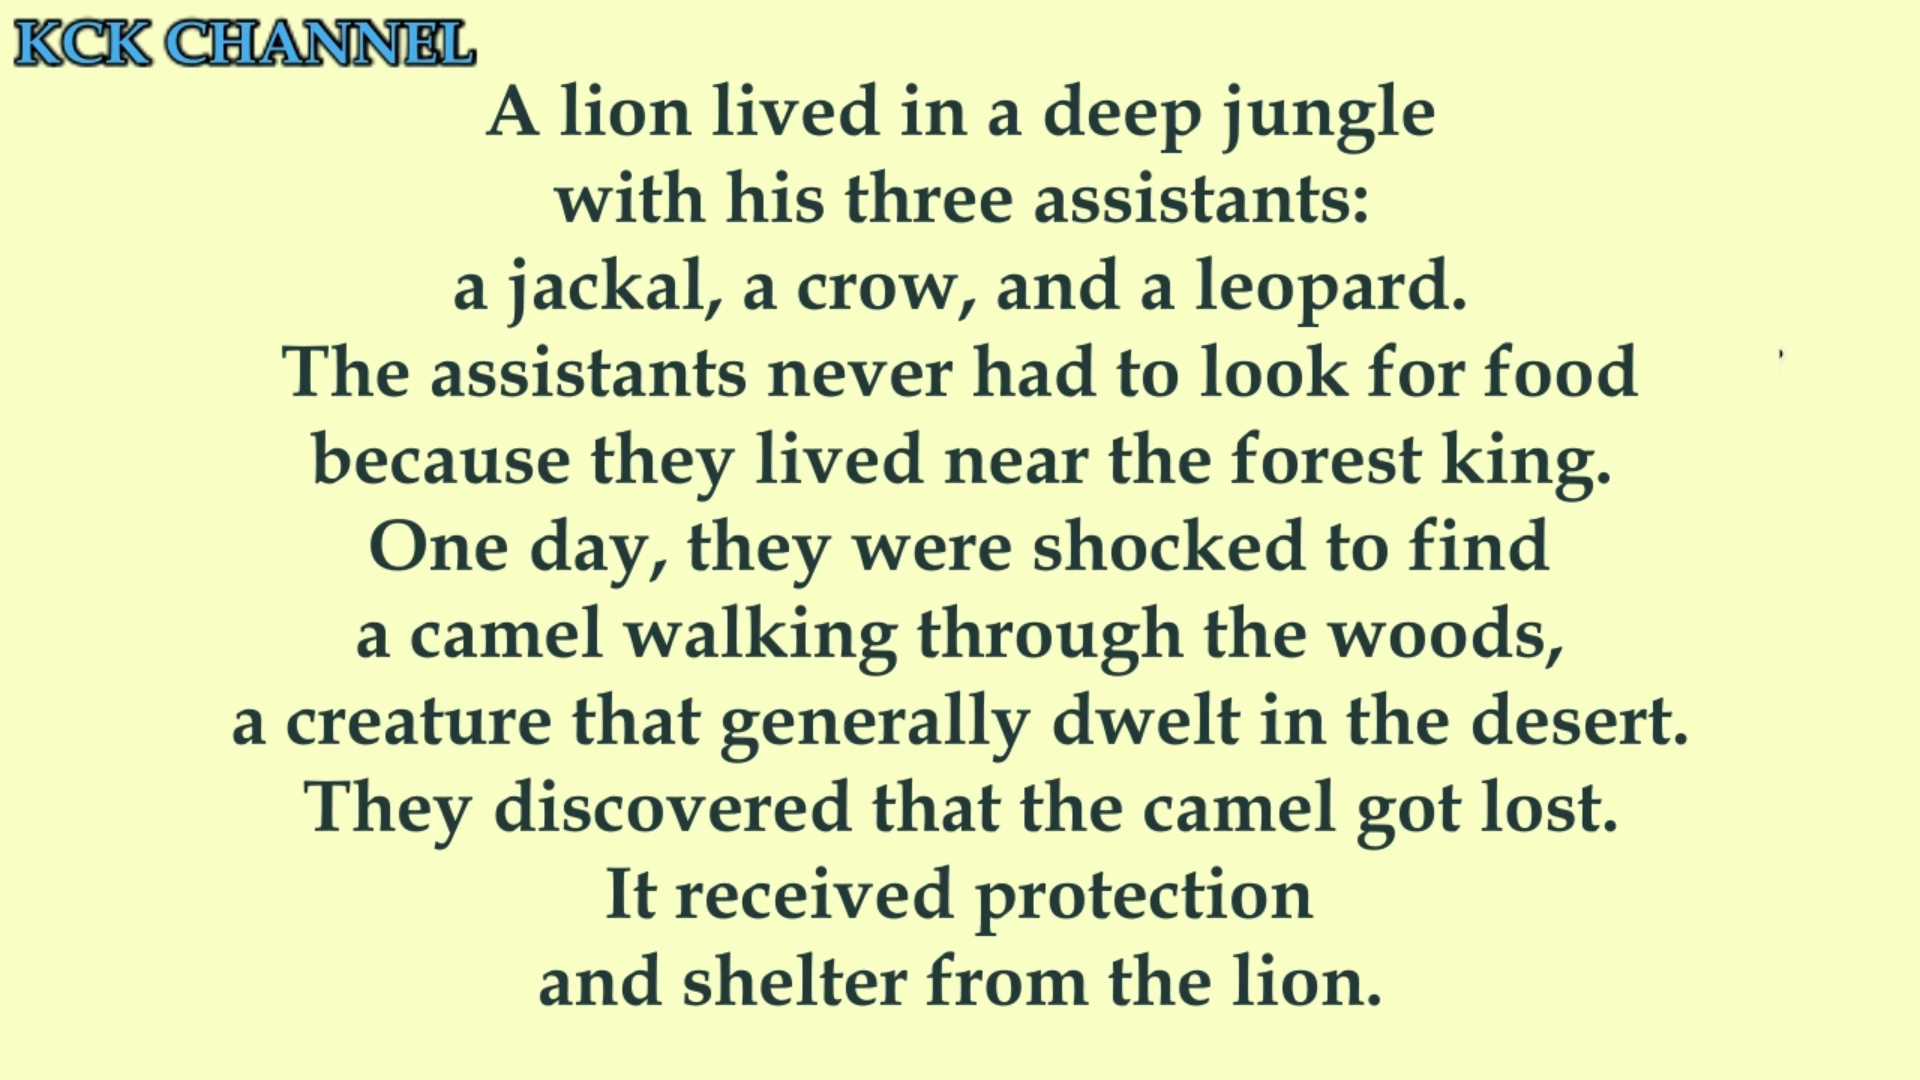 KCK CHANNEL
A lion lived in a deep jungle
with his three assistants:
a jackal, a crow, and a leopard.
The assistants never had to look for food
because they lived near the forest king.
One day, they were shocked to find
a camel walking through the woods,
a creature that generally dwelt in the desert.
They discovered that the camel got lost.
It received protection
and shelter from the lion.